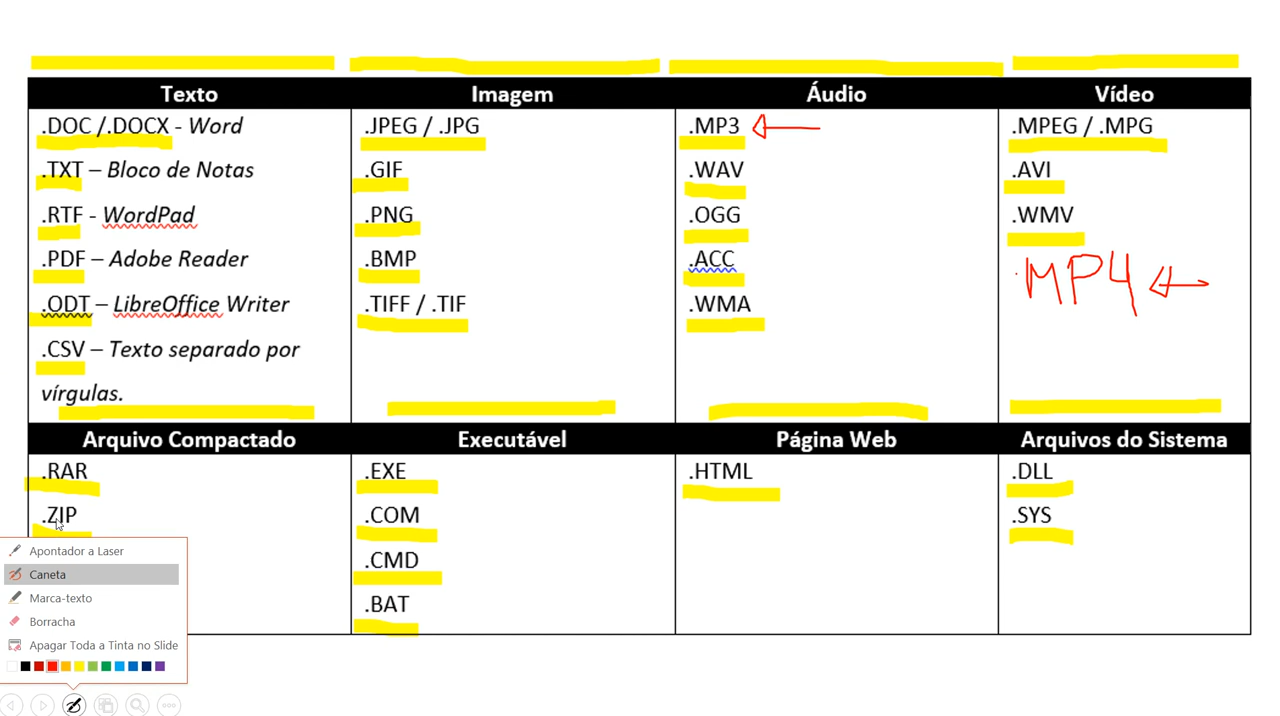 Texto
Imagem
Áudio
Vídeo
.DOC /.DOCX - Word
.TXT – Bloco de Notas
.RTF - WordPad
.PDF – Adobe Reader
.ODT – LibreOffice Writer
.CSV – Texto separado por
vírgulas.
.JPEG / .JPG
.GIF
.PNG
.BMP
.TIFF / .TIF
.MP3
.WAV
.OGG
.ACC
.WMA
.MPEG / .MPG
.AVI
.WMV
.MP4
Arquivo Compactado
Executável
Página Web
Arquivos do Sistema
.RAR
.ZIP
.EXE
.COM
.CMD
.BAT
.HTML
.DLL
.SYS
Apontador a Laser
Caneta
Marca-texto
Borracha
Apagar Toda a Tinta no Slide